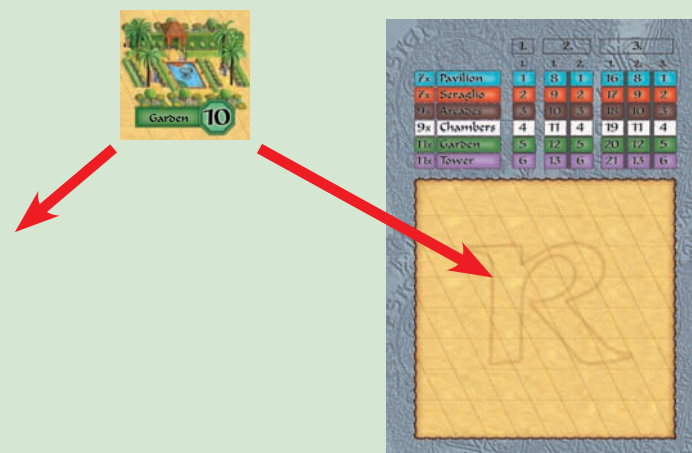 Garden 10
1. 2. 3.
1. 1. 2. 1. 2. 3.
7x Pavilion 1 8 1 16 8 1
7x Seraglio 2 9 2 17 9 2
9x Arcades 3 10 3 18 10 3
9x Chambers 4 11 4 19 11 4
11x Garden 5 12 5 20 12 5
11x Tower 6 13 6 21 13 6
R